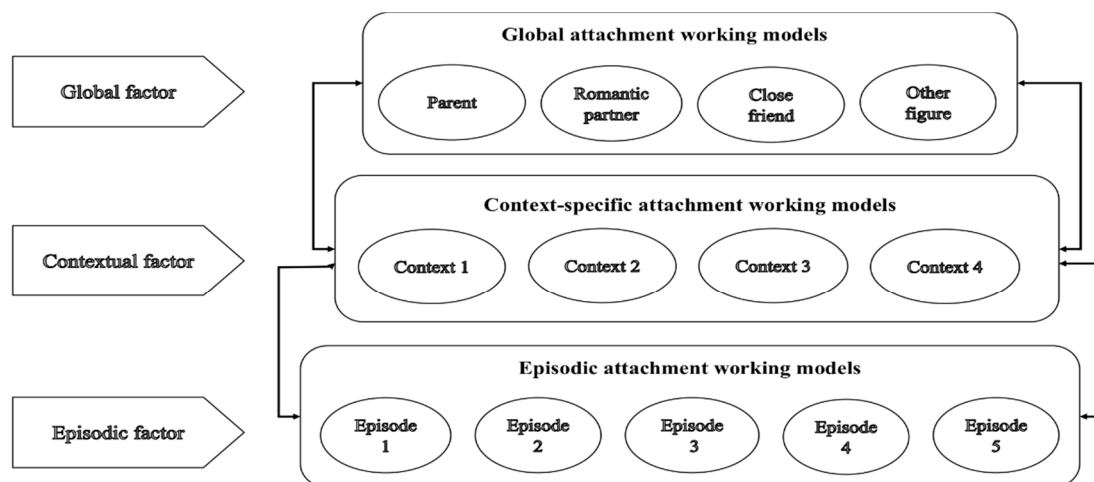 Global attachment working models
Global factor
Parent
Romantic
partner
Close
friend
Other
figure
Context-specific attachment working models
Contextual factor
Context 1
Context 2
Context 3
Context 4
Episodic attachment working models
Episodic factor
Episode
1
Episode
2
Episode
3
Episode
4
Episode
5